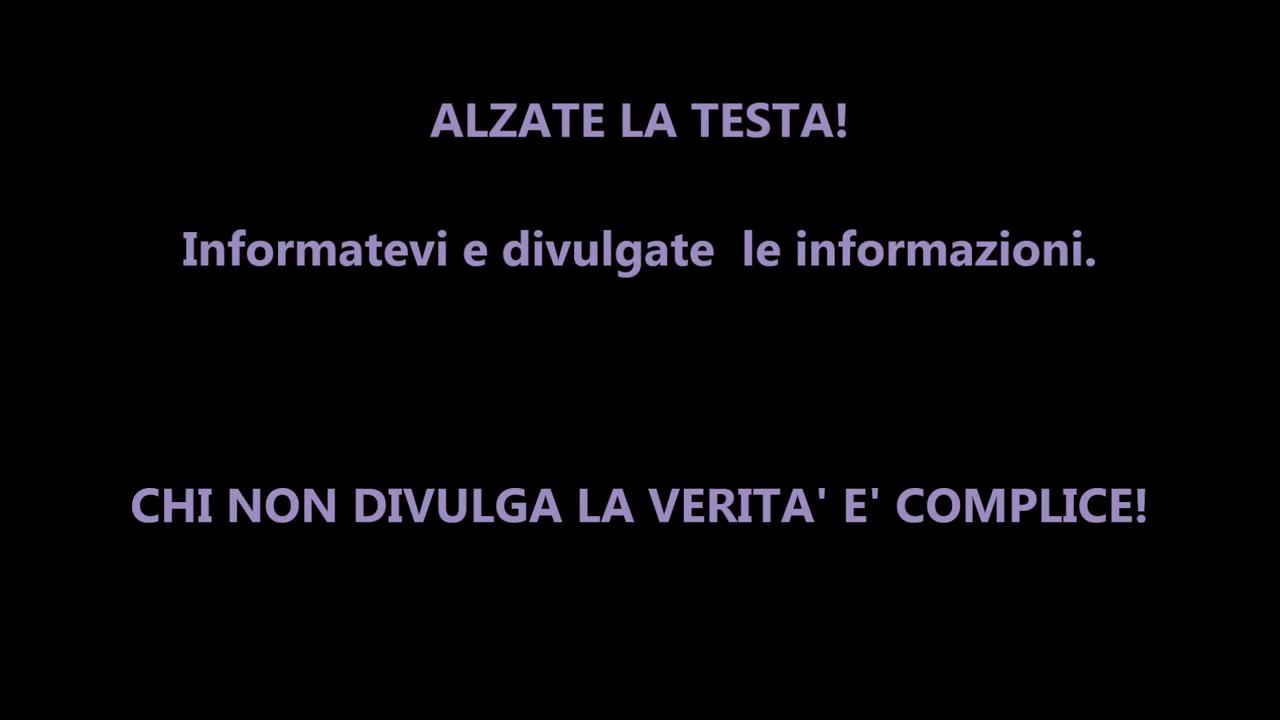 ALZATE LA TESTA!
Informatevi e divulgate  le informazioni.
CHI NON DIVULGA LA VERITA' E' COMPLICE!